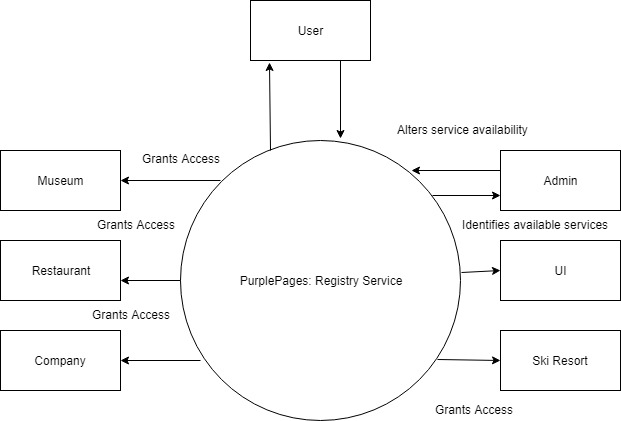 User
Alters service availability
Grants Access
Museum
Admin
Grants Access
Identifies available services
Restaurant
PurplePages: Registry Service
UI
Grants Access
Company
Ski Resort
Grants Access